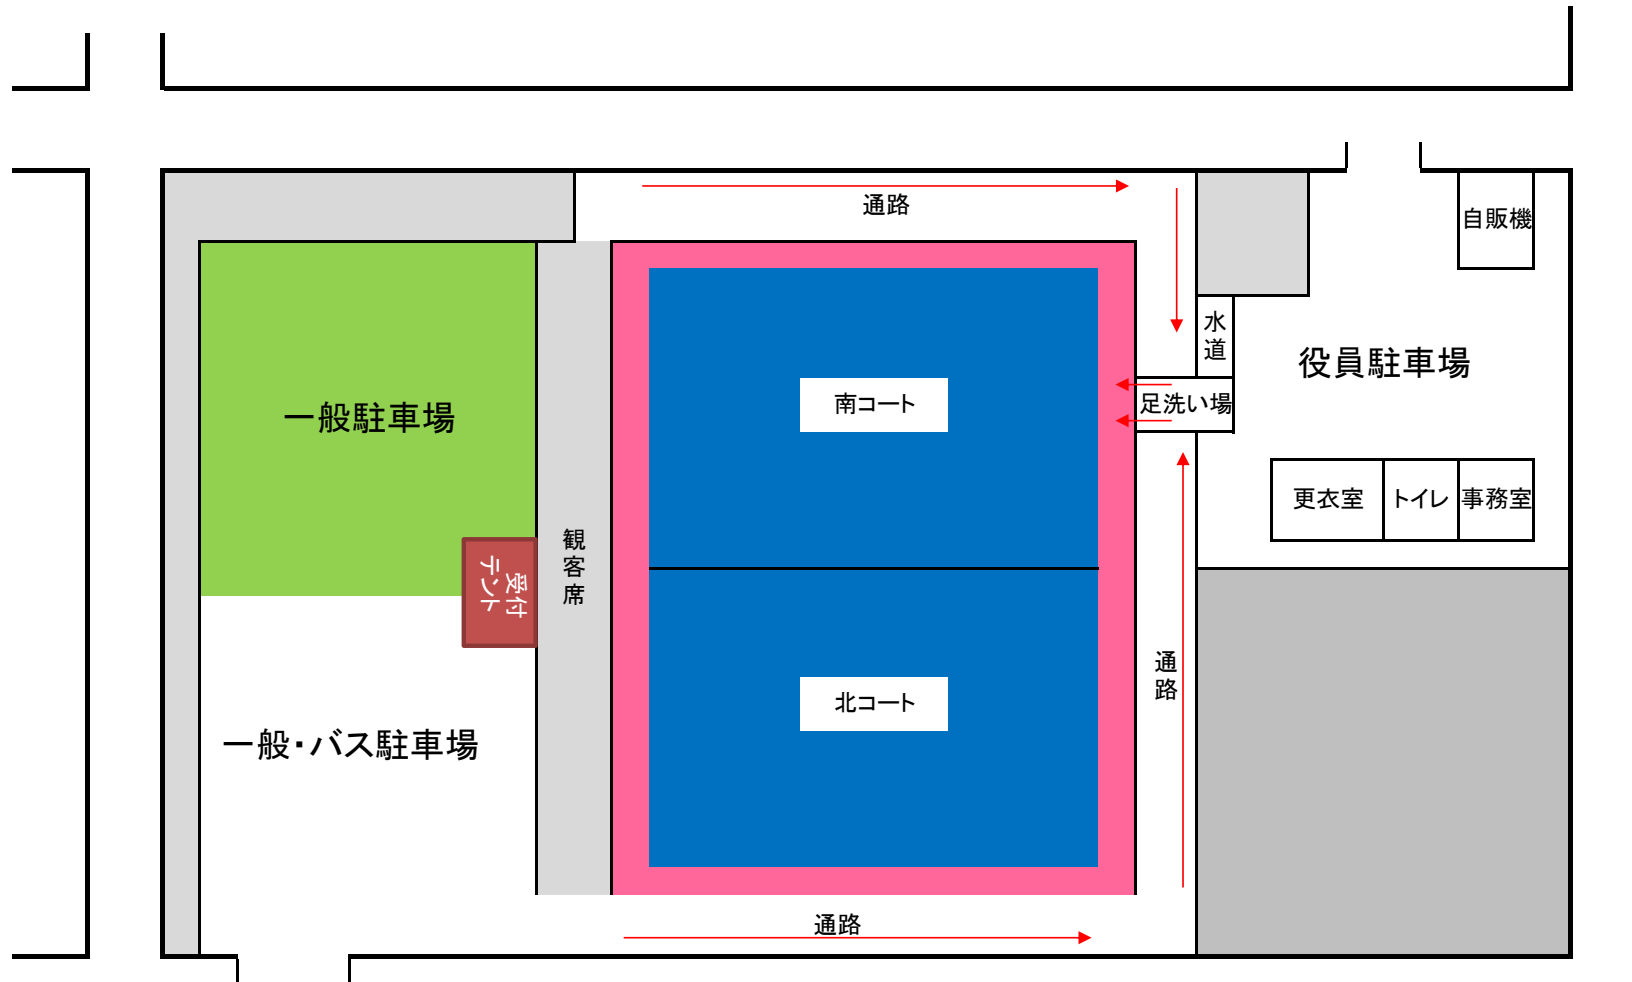 通路
自販機
水道
役員駐車場
一般駐車場
南コート
足洗い場
更衣室
トイレ
事務室
観客席
受付
テント
通路
北コート
一般・バス駐車場
通路